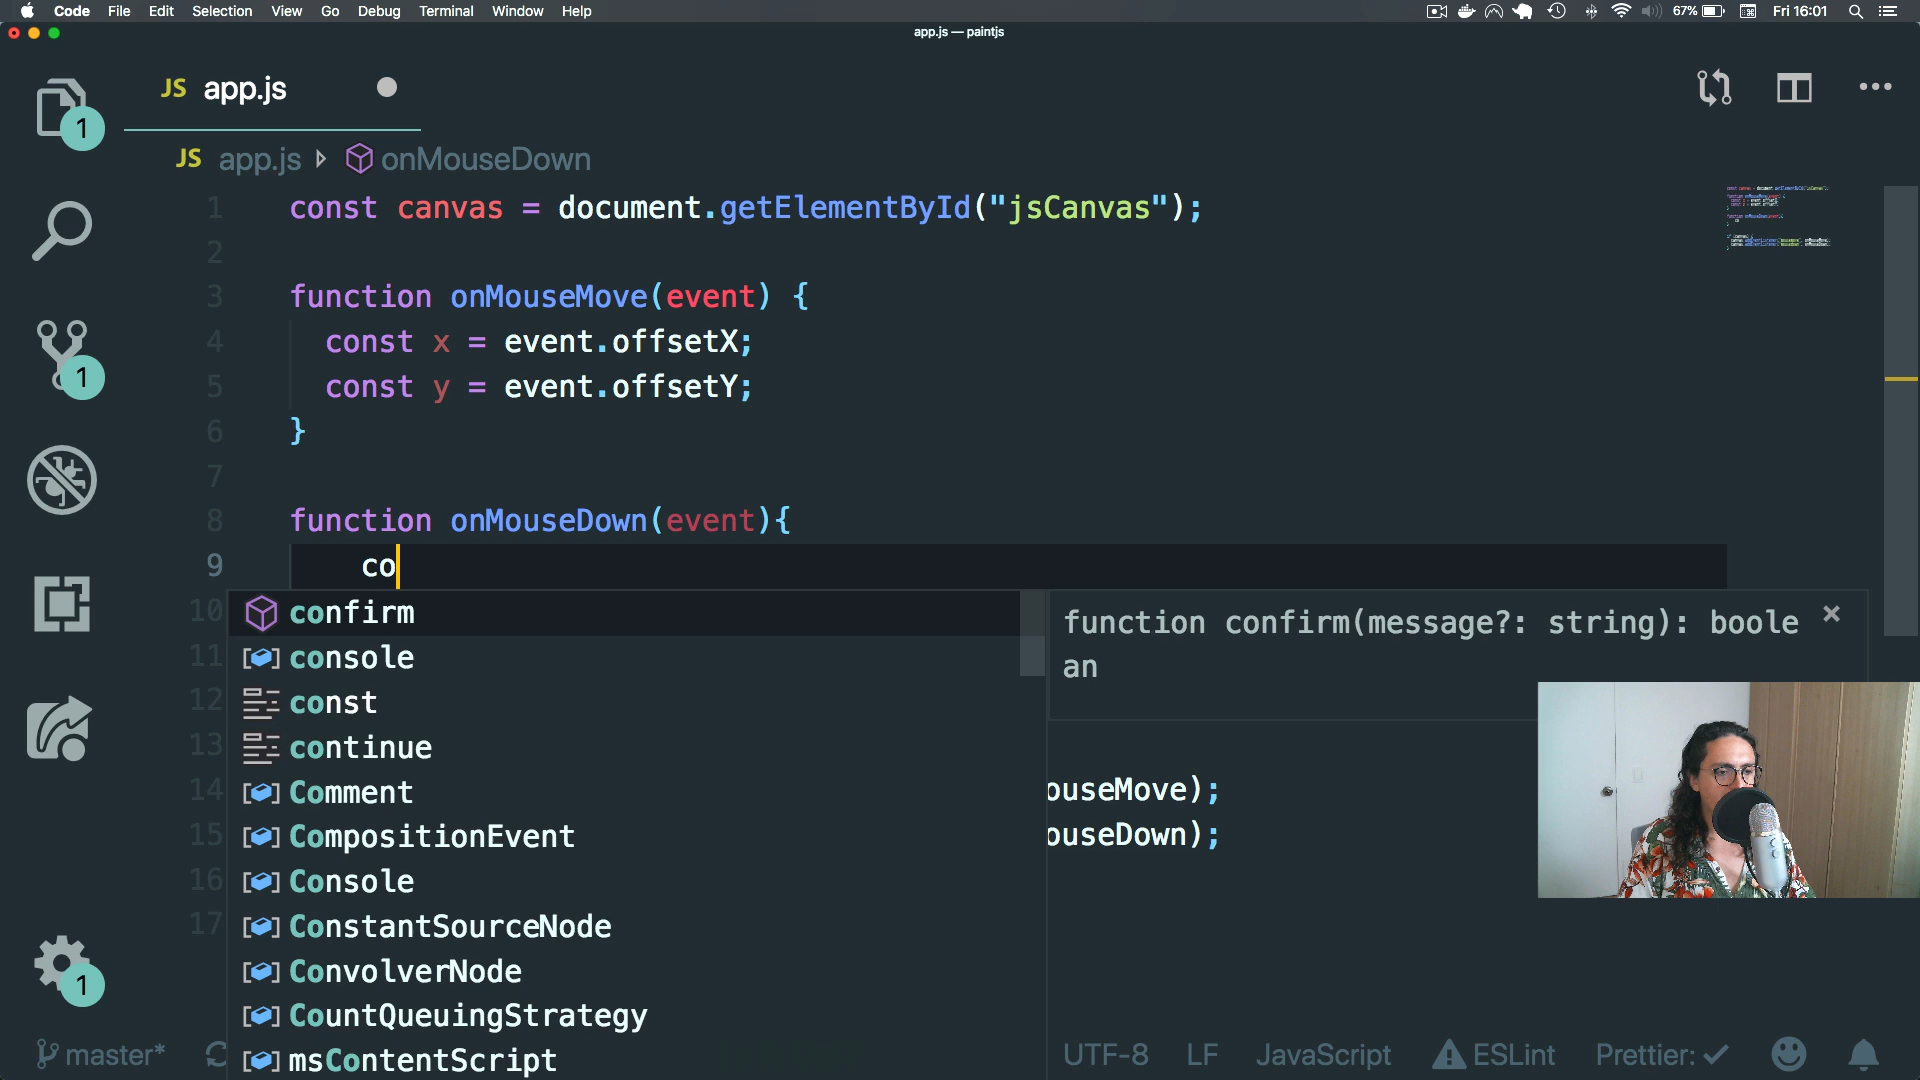 Code File Edit Selection View Go Debug Terminal Window Help 67% Fri 16:01
app.js — paintjs
JS app.js
1
JS app.js onMouseDown
1 const canvas = document.getElementById("jsCanvas");
2
3 function onMouseMove(event) {
4 const x = event.offsetX;
5 const y = event.offsetY;
6 }
7
8 function onMouseDown(event){
9 co
10 confirm
11 console
12 const
13 continue
14 Comment
15 CompositionEvent
16 Console
17 ConstantSourceNode
ConvolverNode
CountQueuingStrategy
msContentScript
function confirm(message?: string): boole
an
ouseMove);
ouseDown);
1
1
master* UTF-8 LF JavaScript ESLint Prettier: ✓